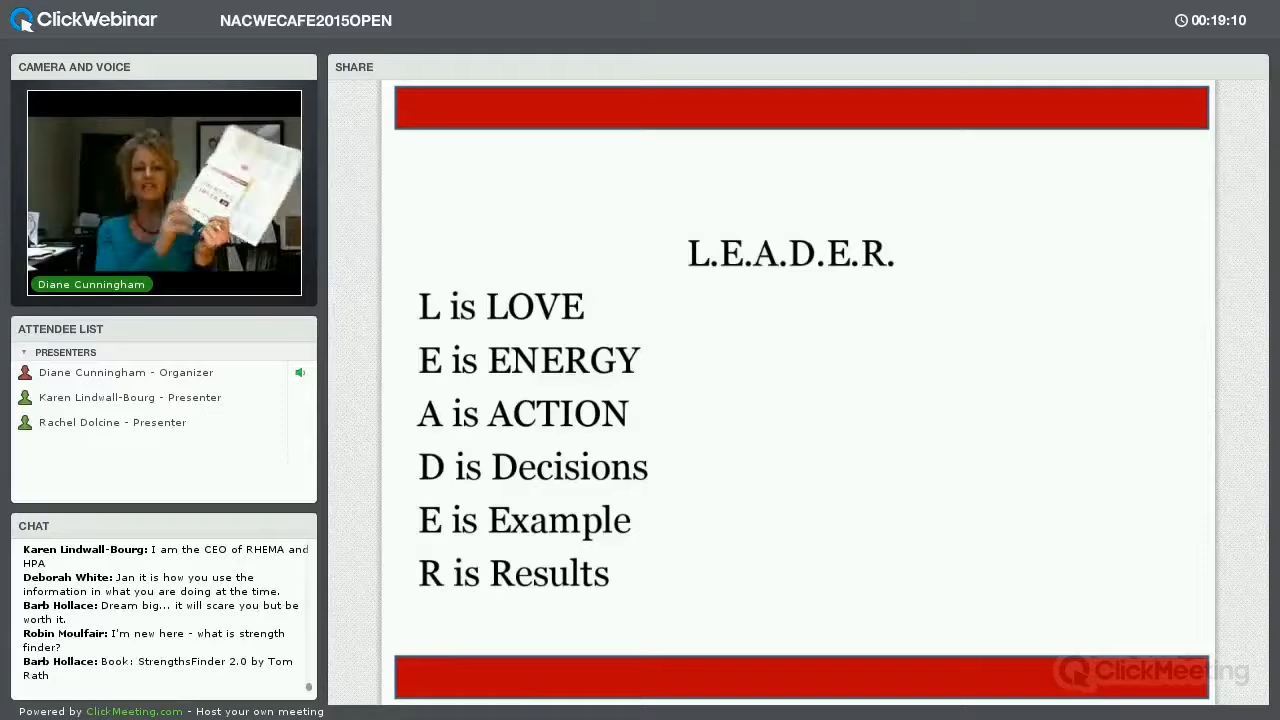 ClickWebinar
NACWECAFE2015OPEN
00:19:10
CAMERA AND VOICE
Diane Cunningham
ATTENDEE LIST
PRESENTERS
Diane Cunningham - Organizer
Karen Lindwall-Bourg - Presenter
Rachel Dolcine - Presenter
CHAT
Karen Lindwall-Bourg: I am the CEO of RHEMA and
HPA
Deborah White: Jan it is how you use the
information in what you are doing at the time.
Barb Hollace: Dream big... it will scare you but be
worth it.
Robin Moulfair: I'm new here - what is strength
finder?
Barb Hollace: Book: StrengthsFinder 2.0 by Tom
Rath
Powered by ClickMeeting.com - Host your own meeting
SHARE
L.E.A.D.E.R.
L is LOVE
E is ENERGY
A is ACTION
D is Decisions
E is Example
R is Results
ClickMeeting